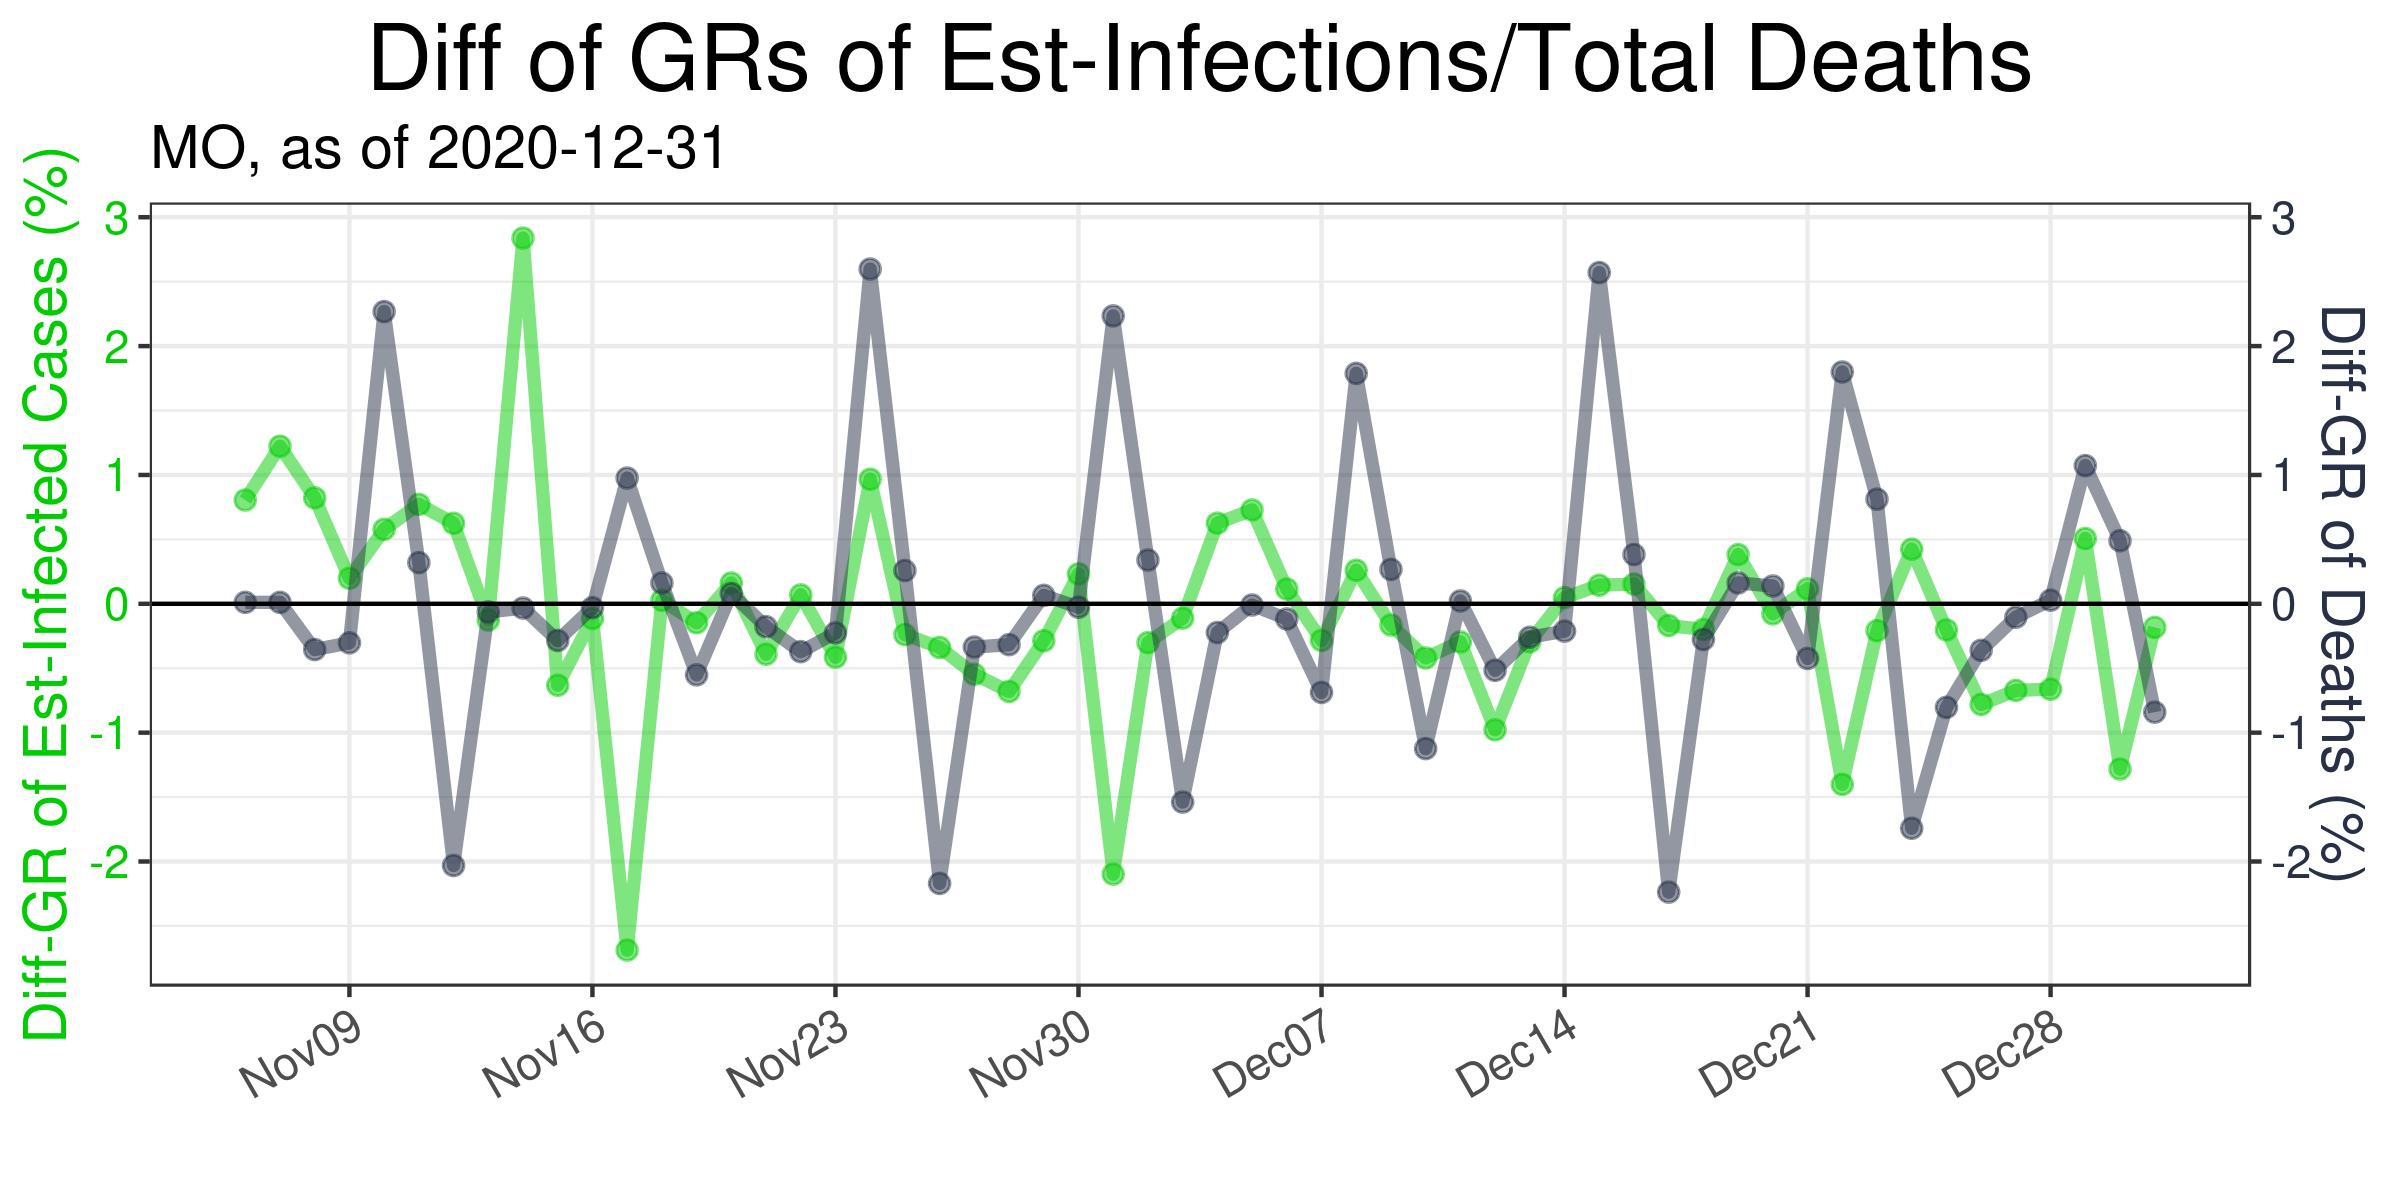 Diff of GRs of Est-Infections/Total Deaths
MO, as of 2020-12-31
Diff-GR of Est-Infected Cases (%)
3
2
1
0
-1
-2
3
2
1
0
-1
-2
Diff-GR of Deaths (%)
Nov09
Nov16
Nov23
Nov30
Dec07
Dec14
Dec21
Dec28